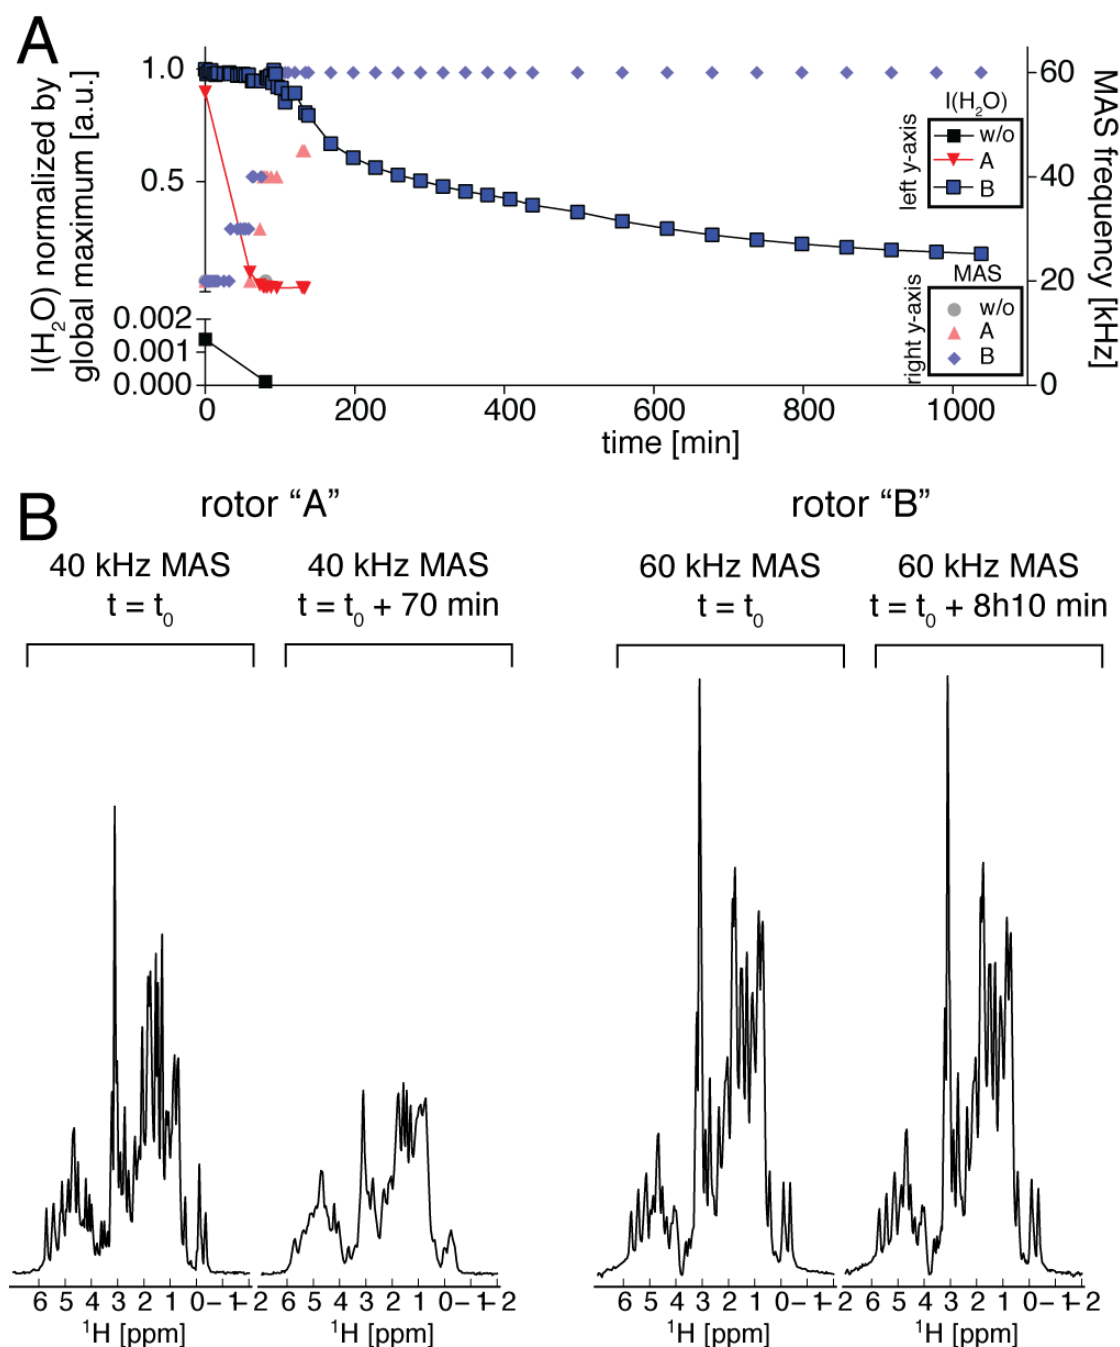 A
I(H₂O) normalized by
global maximum [a.u.]
1.0
0.5
0.002
0.001
0.000
0 200 400 600 800 1000
time [min]
60
40
20
0
MAS frequency [kHz]
left y-axis
I(H₂O)
w/o
A
B
right y-axis
MAS
w/o
A
B
B
rotor “A”
rotor “B”
40 kHz MAS
t = t₀
40 kHz MAS
t = t₀ + 70 min
60 kHz MAS
t = t₀
60 kHz MAS
t = t₀ + 8h10 min
6 5 4 3 2 1 0 −1 −2
¹H [ppm]
6 5 4 3 2 1 0 −1 −2
¹H [ppm]
6 5 4 3 2 1 0 −1 −2
¹H [ppm]
6 5 4 3 2 1 0 −1 −2
¹H [ppm]